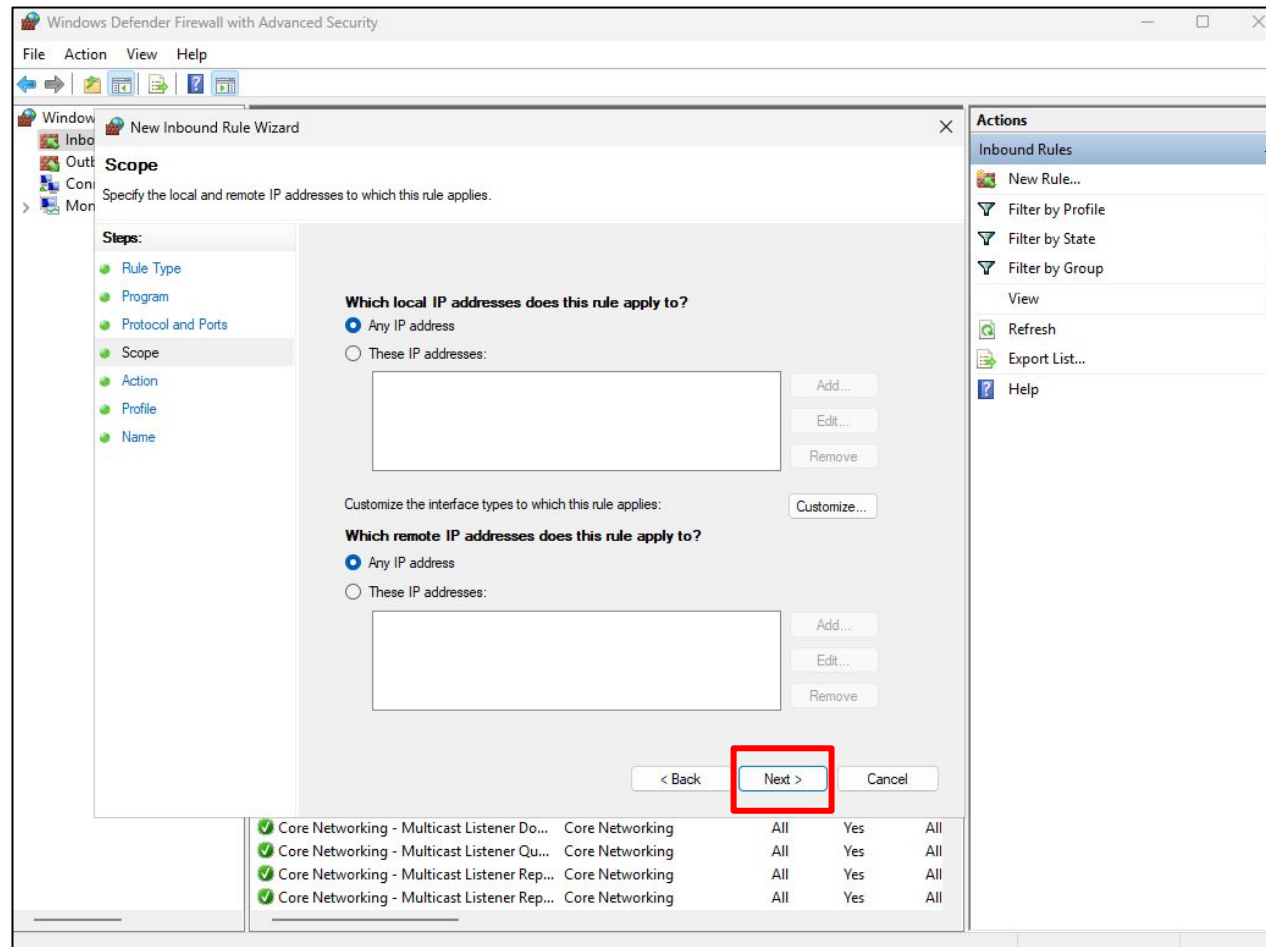 Windows Defender Firewall with Advanced Security
File Action View Help
Window
Inbo
Outb
Con
Mon
New Inbound Rule Wizard
Scope
Specify the local and remote IP addresses to which this rule applies.
Steps:
Rule Type
Program
Protocol and Ports
Scope
Action
Profile
Name
Which local IP addresses does this rule apply to?
Any IP address
These IP addresses:
Add...
Edit...
Remove
Customize the interface types to which this rule applies:
Customize...
Which remote IP addresses does this rule apply to?
Any IP address
These IP addresses:
Add...
Edit...
Remove
< Back Next > Cancel
Core Networking - Multicast Listener Do... Core Networking All Yes All
Core Networking - Multicast Listener Qu... Core Networking All Yes All
Core Networking - Multicast Listener Rep... Core Networking All Yes All
Core Networking - Multicast Listener Rep... Core Networking All Yes All
Actions
Inbound Rules
New Rule...
Filter by Profile
Filter by State
Filter by Group
View
Refresh
Export List...
Help